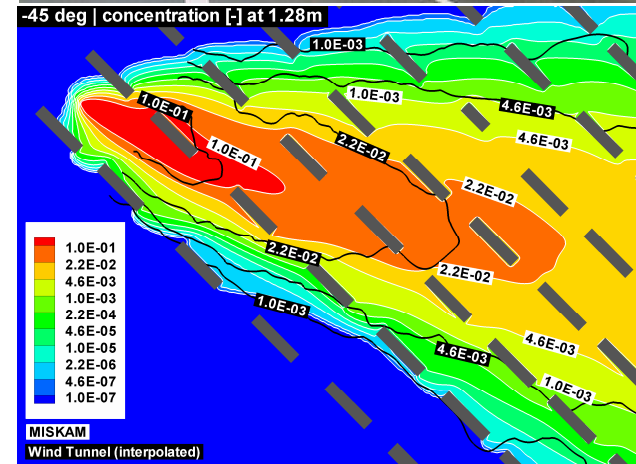 -45 deg | concentration [-] at 1.28m
1.0E-03
1.0E-03
1.0E-01
4.6E-03
4.6E-03
1.0E-01
2.2E-02
2.2E-02
2.2E-02
2.2E-02
1.0E-03
4.6E-03
4.6E-03
1.0E-03
1.0E-01
2.2E-02
4.6E-03
1.0E-03
2.2E-04
4.6E-05
1.0E-05
2.2E-06
4.6E-07
1.0E-07
MISKAM
Wind Tunnel (interpolated)